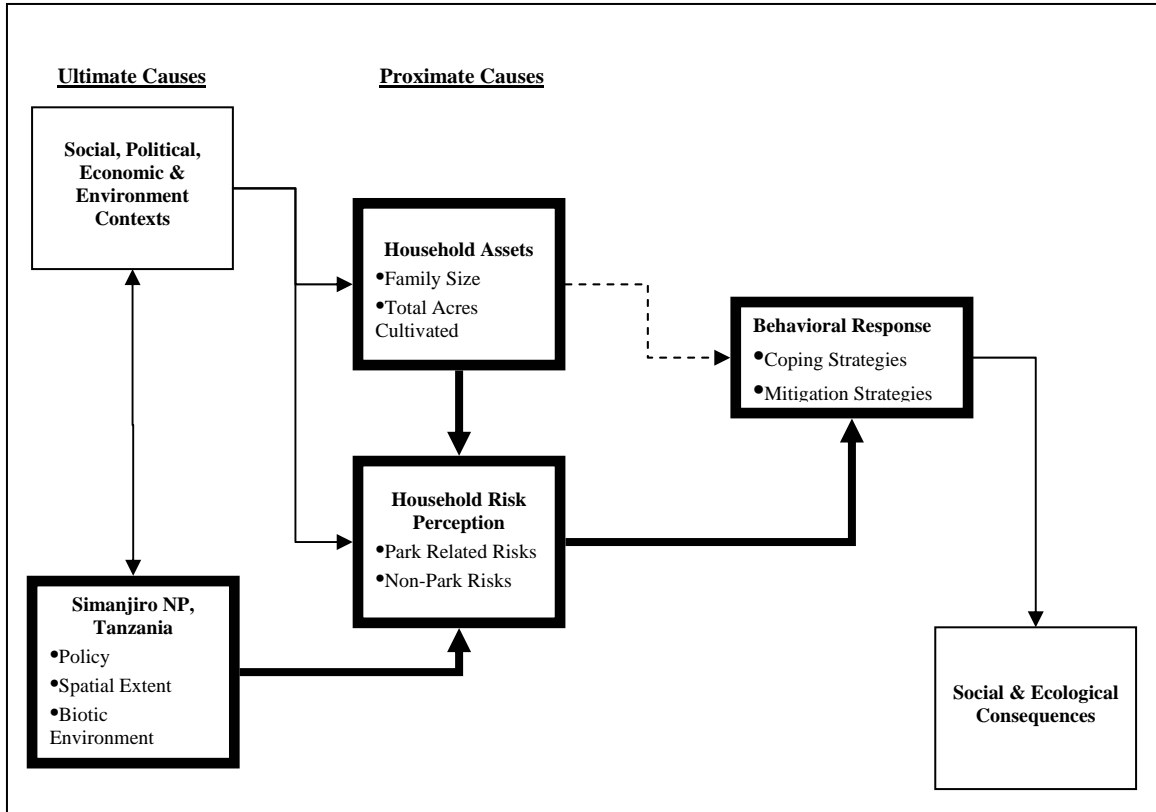 Ultimate Causes
Proximate Causes
Social, Political,
Economic &
Environment
Contexts
Household Assets
•Family Size
•Total Acres
Cultivated
Behavioral Response
•Coping Strategies
•Mitigation Strategies
Household Risk
Perception
•Park Related Risks
•Non-Park Risks
Simanjiro NP,
Tanzania
•Policy
•Spatial Extent
•Biotic
Environment
Social & Ecological
Consequences